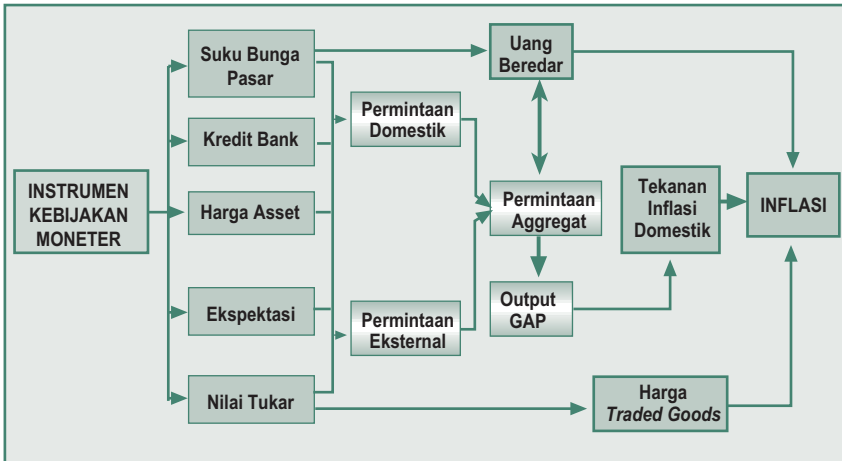 Suku Bunga
Pasar
Kredit Bank
INSTRUMEN
KEBIJAKAN
MONETER
Harga Asset
Ekspektasi
Nilai Tukar
Permintaan
Domestik
Permintaan
Eksternal
Uang
Beredar
Permintaan
Aggregat
Output
GAP
Tekanan
Inflasi
Domestik
INFLASI
Harga
Traded Goods